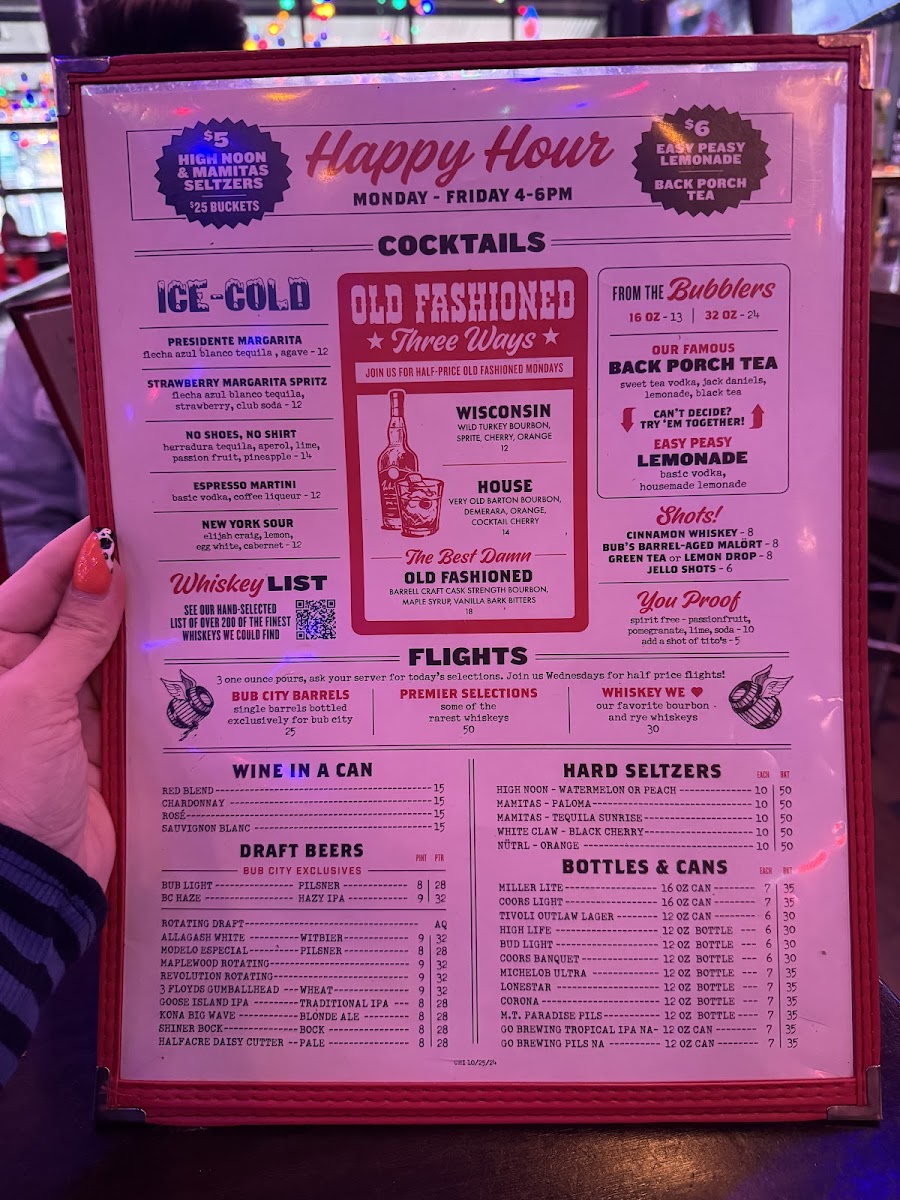 $5
HIGH NOON
& MAMITAS
SELTZERS
$25 BUCKETS
Happy Hour
MONDAY - FRIDAY 4-6PM
$6
EASY PEASY
LEMONADE
BACK PORCH
TEA
COCKTAILS
ICE-COLD
PRESIDENTE MARGARITA
flecha azul blanco tequila , agave - 12
STRAWBERRY MARGARITA SPRITZ
flecha azul blanco tequila,
strawberry, club soda - 12
NO SHOES, NO SHIRT
herradura tequila, aperol, lime,
passion fruit, pineapple - 14
ESPRESSO MARTINI
basic vodka, coffee liqueur - 12
NEW YORK SOUR
elijah craig, lemon,
egg white, cabernet - 12
Whiskey LIST
SEE OUR HAND-SELECTED
LIST OF OVER 200 OF THE FINEST
WHISKEYS WE COULD FIND
OLD FASHIONED
Three Ways
JOIN US FOR HALF-PRICE OLD FASHIONED MONDAYS
WISCONSIN
WILD TURKEY BOURBON,
SPRITE, CHERRY, ORANGE
12
HOUSE
VERY OLD BARTON BOURBON,
DEMERARA, ORANGE,
COCKTAIL CHERRY
14
The Best Damn
OLD FASHIONED
BARRELL CRAFT CASK STRENGTH BOURBON,
MAPLE SYRUP, VANILLA BARK BITTERS
18
FROM THE Bubblers
16 OZ - 13 | 32 OZ - 24
OUR FAMOUS
BACK PORCH TEA
sweet tea vodka, jack daniels,
lemonade, black tea
CAN'T DECIDE?
TRY 'EM TOGETHER!
EASY PEASY
LEMONADE
basic vodka,
housemade lemonade
Shots!
CINNAMON WHISKEY - 8
BUB'S BARREL-AGED MALÖRT - 8
GREEN TEA or LEMON DROP - 8
JELLO SHOTS - 6
You Proof
spirit free - passionfruit,
pomegranate, lime, soda - 10
add a shot of tito's - 5
FLIGHTS
3 one ounce pours, ask your server for today's selections. Join us Wednesdays for half price flights!
BUB CITY BARRELS
single barrels bottled
exclusively for bub city
25
PREMIER SELECTIONS
some of the
rarest whiskeys
50
WHISKEY WE ♥
our favorite bourbon
and rye whiskeys
30
WINE IN A CAN
RED BLEND 15
CHARDONNAY 15
ROSÉ 15
SAUVIGNON BLANC 15
DRAFT BEERS
PINT PTR
BUB CITY EXCLUSIVES
BUB LIGHT PILSNER 8 | 28
BC HAZE HAZY IPA 9 | 32
ROTATING DRAFT AQ
ALLAGASH WHITE WITBIER 9 | 32
MODELO ESPECIAL PILSNER 8 | 28
MAPLEWOOD ROTATING 9 | 32
REVOLUTION ROTATING 9 | 32
3 FLOYDS GUMBALLHEAD WHEAT 9 | 32
GOOSE ISLAND IPA TRADITIONAL IPA 8 | 28
KONA BIG WAVE BLONDE ALE 8 | 28
SHINER BOCK BOCK 8 | 28
HALFACRE DAISY CUTTER PALE 8 | 28
HARD SELTZERS
EACH BKT
HIGH NOON - WATERMELON OR PEACH 10 | 50
MAMITAS - PALOMA 10 | 50
MAMITAS - TEQUILA SUNRISE 10 | 50
WHITE CLAW - BLACK CHERRY 10 | 50
NÜTRL - ORANGE 10 | 50
BOTTLES & CANS
EACH BKT
MILLER LITE 16 OZ CAN 7 | 35
COORS LIGHT 16 OZ CAN 7 | 35
TIVOLI OUTLAW LAGER 12 OZ CAN 6 | 30
HIGH LIFE 12 OZ BOTTLE 6 | 30
BUD LIGHT 12 OZ BOTTLE 6 | 30
COORS BANQUET 12 OZ BOTTLE 6 | 30
MICHELOB ULTRA 12 OZ BOTTLE 7 | 35
LONESTAR 12 OZ BOTTLE 7 | 35
CORONA 12 OZ BOTTLE 7 | 35
M.T. PARADISE PILS 12 OZ BOTTLE 7 | 35
GO BREWING TROPICAL IPA NA 12 OZ CAN 7 | 35
GO BREWING PILS NA 12 OZ CAN 7 | 35
10/25/24